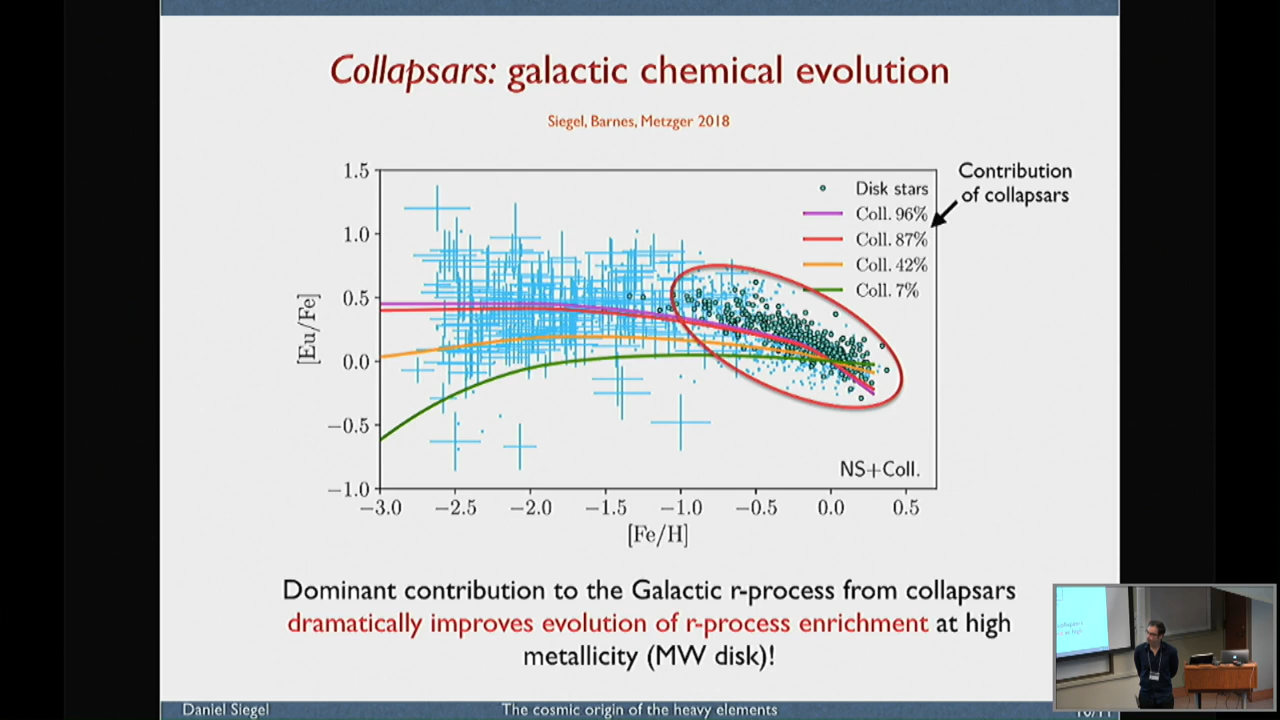 Collapsars: galactic chemical evolution
Siegel, Barnes, Metzger 2018
Contribution
of collapsars
1.5
1.0
0.5
0.0
−0.5
−1.0
[Eu/Fe]
Disk stars
Coll. 96%
Coll. 87%
Coll. 42%
Coll. 7%
NS+Coll.
−3.0 −2.5 −2.0 −1.5 −1.0 −0.5 0.0 0.5
[Fe/H]
Dominant contribution to the Galactic r-process from collapsars
dramatically improves evolution of r-process enrichment at high
metallicity (MW disk)!
Daniel Siegel The cosmic origin of the heavy elements